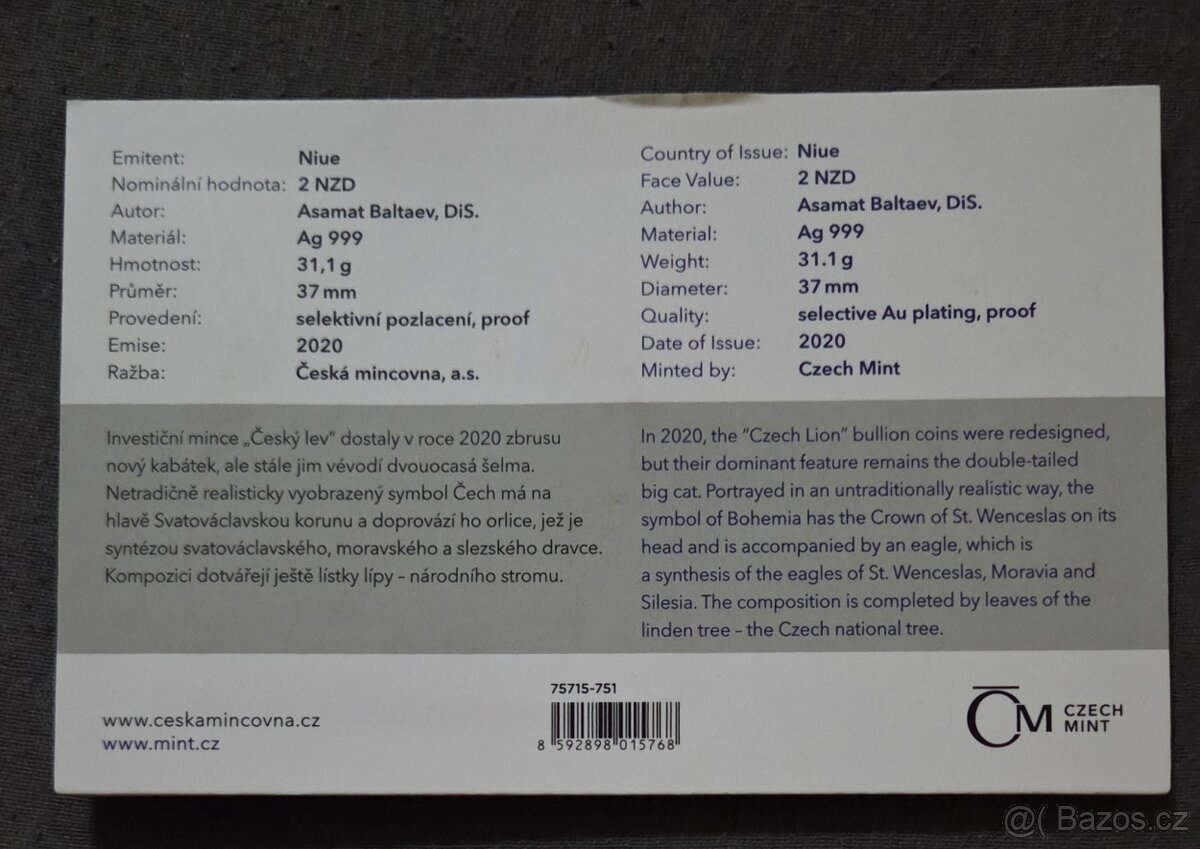 Emitent: Niue
Nominální hodnota: 2 NZD
Autor: Asamat Baltaev, DiS.
Materiál: Ag 999
Hmotnost: 31,1 g
Průměr: 37 mm
Provedení: selektivní pozlacení, proof
Emise: 2020
Ražba: Česká mincovna, a.s.
Country of Issue: Niue
Face Value: 2 NZD
Author: Asamat Baltaev, DiS.
Material: Ag 999
Weight: 31.1 g
Diameter: 37 mm
Quality: selective Au plating, proof
Date of Issue: 2020
Minted by: Czech Mint
Investiční mince „Český lev" dostaly v roce 2020 zbrusu
nový kabátek, ale stále jim vévodí dvouocasá šelma.
Netradičně realisticky vyobrazený symbol Čech má na
hlavě Svatováclavskou korunu a doprovází ho orlice, jež je
syntézou svatováclavského, moravského a slezského dravce.
Kompozici dotvářejí ještě lístky lípy – národního stromu.
In 2020, the "Czech Lion" bullion coins were redesigned,
but their dominant feature remains the double-tailed
big cat. Portrayed in an untraditionally realistic way, the
symbol of Bohemia has the Crown of St. Wenceslas on its
head and is accompanied by an eagle, which is
a synthesis of the eagles of St. Wenceslas, Moravia and
Silesia. The composition is completed by leaves of the
linden tree – the Czech national tree.
www.ceskamincovna.cz
www.mint.cz
75715-751
8 592898 015768
ČM CZECH
MINT
@( Bazos.cz